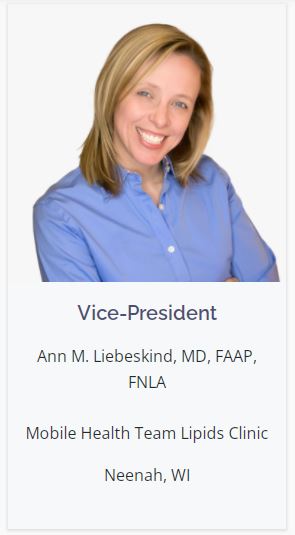 Vice-President
Ann M. Liebeskind, MD, FAAP,
FNLA
Mobile Health Team Lipids Clinic
Neenah, WI